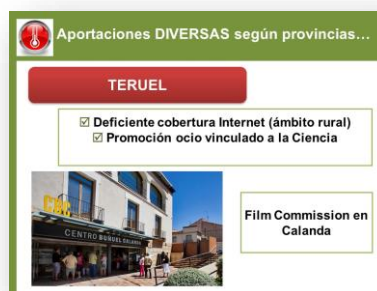 Aportaciones DIVERSAS según provincias...
TERUEL
☑ Deficiente cobertura Internet (ámbito rural)
☑ Promoción ocio vinculado a la Ciencia
CBC
CENTRO BUÑUEL CALANDA
Film Commission en
Calanda